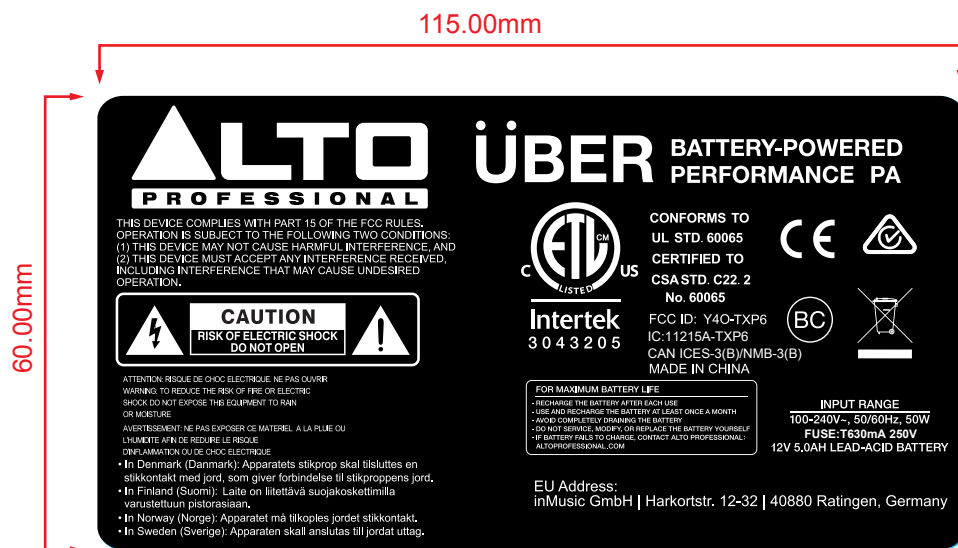 115.00mm
60.00mm
ALTO
PROFESSIONAL
ÜBER
BATTERY-POWERED
PERFORMANCE PA
THIS DEVICE COMPLIES WITH PART 15 OF THE FCC RULES.
OPERATION IS SUBJECT TO THE FOLLOWING TWO CONDITIONS:
(1) THIS DEVICE MAY NOT CAUSE HARMFUL INTERFERENCE, AND
(2) THIS DEVICE MUST ACCEPT ANY INTERFERENCE RECEIVED,
INCLUDING INTERFERENCE THAT MAY CAUSE UNDESIRED
OPERATION.
CAUTION
RISK OF ELECTRIC SHOCK
DO NOT OPEN
ATTENTION: RISQUE DE CHOC ELECTRIQUE. NE PAS OUVRIR
WARNING: TO REDUCE THE RISK OF FIRE OR ELECTRIC
SHOCK DO NOT EXPOSE THIS EQUIPMENT TO RAIN
OR MOISTURE
AVERTISSEMENT: NE PAS EXPOSER CE MATERIEL A LA PLUIE OU
L'HUMIDITE AFIN DE REDUIRE LE RISQUE
D'INFLAMMATION OU DE CHOC ELECTRIQUE
• In Denmark (Danmark): Apparatets stikprop skal tilsluttes en
stikkontakt med jord, som giver forbindelse til stikproppens jord.
• In Finland (Suomi): Laite on liitettävä suojakoskettimilla
varustettuun pistorasiaan.
• In Norway (Norge): Apparatet må tilkoples jordet stikkontakt.
• In Sweden (Sverige): Apparaten skall anslutas till jordat uttag.
ETL
CM
C
US
LISTED
Intertek
3043205
CONFORMS TO
UL STD. 60065
CERTIFIED TO
CSA STD. C22. 2
No. 60065
FCC ID: Y4O-TXP6
IC:11215A-TXP6
CAN ICES-3(B)/NMB-3(B)
MADE IN CHINA
CE
BC
FOR MAXIMUM BATTERY LIFE
- RECHARGE THE BATTERY AFTER EACH USE
- USE AND RECHARGE THE BATTERY AT LEAST ONCE A MONTH
- AVOID COMPLETELY DRAINING THE BATTERY
- DO NOT SERVICE, MODIFY, OR REPLACE THE BATTERY YOURSELF
- IF BATTERY FAILS TO CHARGE, CONTACT ALTO PROFESSIONAL:
ALTOPROFESSIONAL.COM
INPUT RANGE
100-240V~, 50/60Hz, 50W
FUSE:T630mA 250V
12V 5.0AH LEAD-ACID BATTERY
EU Address:
inMusic GmbH | Harkortstr. 12-32 | 40880 Ratingen, Germany